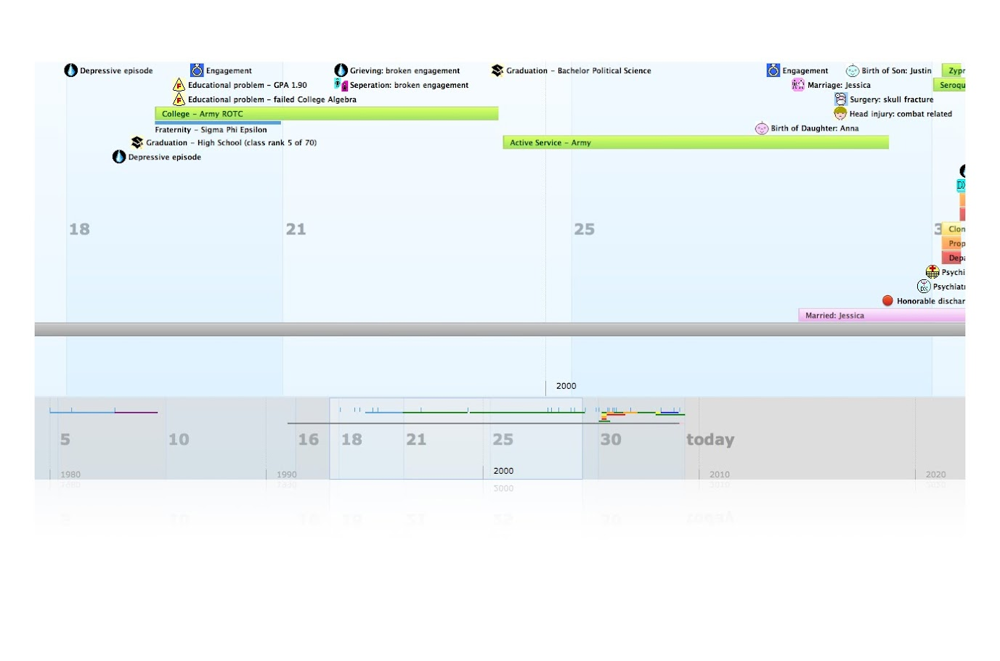 Depressive episode
Engagement
Grieving: broken engagement
Graduation - Bachelor Political Science
Engagement
Birth of Son: Justin
Zypr
Educational problem - GPA 1.90
Seperation: broken engagement
Marriage: Jessica
Seroqu
Educational problem - failed College Algebra
Surgery: skull fracture
College - Army ROTC
Head injury: combat related
Fraternity - Sigma Phi Epsilon
Birth of Daughter: Anna
Graduation - High School (class rank 5 of 70)
Active Service - Army
Depressive episode
DX
18
21
25
3
Clon
Prop
Depa
Psychi
DX
Psychiatr
Honorable dischar
Married: Jessica
2000
5
10
16
18
21
25
30
today
1980
1990
2000
2010
2020